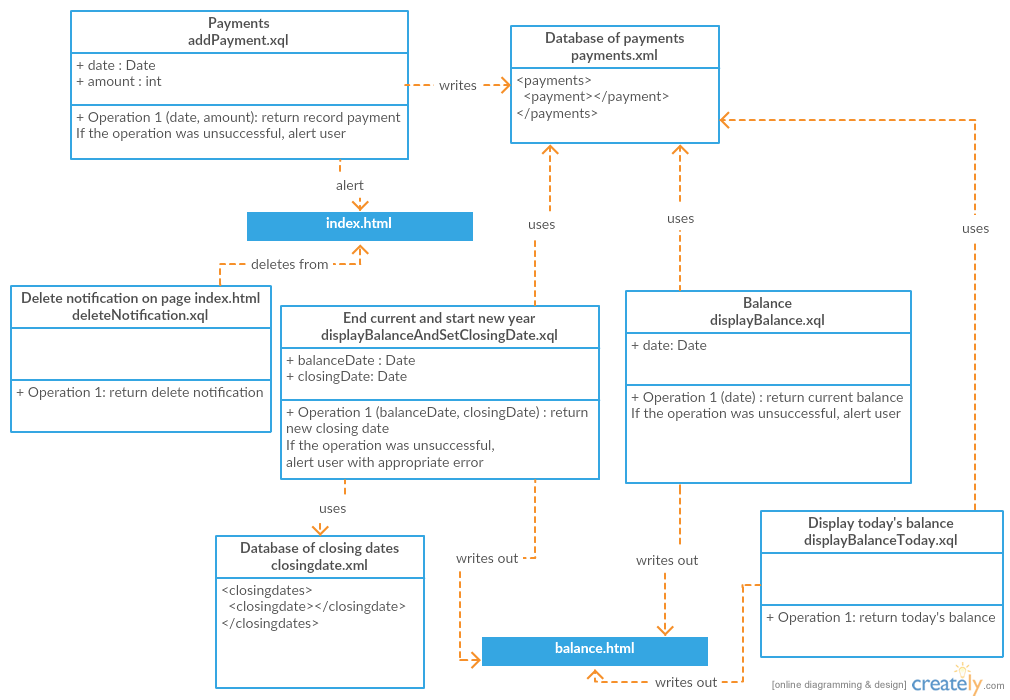 Payments
addPayment.xql
+ date : Date
+ amount : int
+ Operation 1 (date, amount): return record payment
If the operation was unsuccessful, alert user
writes
Database of payments
payments.xml
<payments>
<payment></payment>
</payments>
alert
index.html
uses
uses
uses
deletes from
Delete notification on page index.html
deleteNotification.xql
+ Operation 1: return delete notification
End current and start new year
displayBalanceAndSetClosingDate.xql
+ balanceDate : Date
+ closingDate: Date
+ Operation 1 (balanceDate, closingDate) : return
new closing date
If the operation was unsuccessful,
alert user with appropriate error
Balance
displayBalance.xql
+ date: Date
+ Operation 1 (date) : return current balance
If the operation was unsuccessful, alert user
uses
Database of closing dates
closingdate.xml
<closingdates>
<closingdate></closingdate>
</closingdates>
writes out
writes out
Display today's balance
displayBalanceToday.xql
+ Operation 1: return today's balance
balance.html
writes out
[online diagramming & design] creately.com